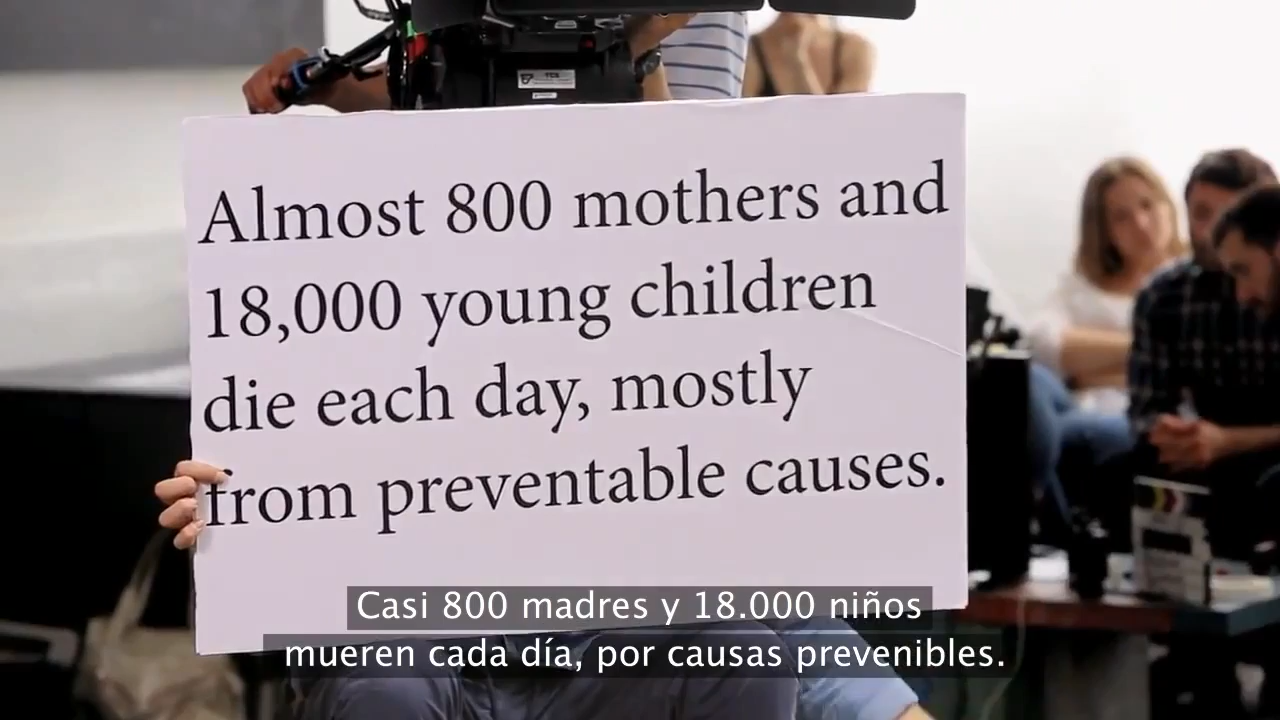 Almost 800 mothers and
18,000 young children
die each day, mostly
from preventable causes.
Casi 800 madres y 18.000 niños
mueren cada día, por causas prevenibles.